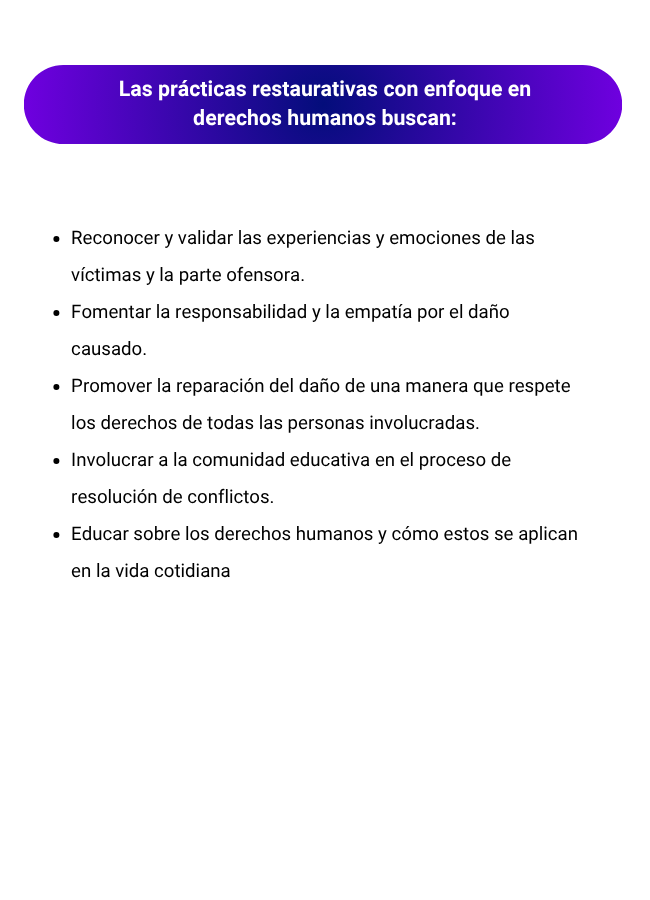 Las prácticas restaurativas con enfoque en
derechos humanos buscan:
• Reconocer y validar las experiencias y emociones de las
víctimas y la parte ofensora.
• Fomentar la responsabilidad y la empatía por el daño
causado.
• Promover la reparación del daño de una manera que respete
los derechos de todas las personas involucradas.
• Involucrar a la comunidad educativa en el proceso de
resolución de conflictos.
• Educar sobre los derechos humanos y cómo estos se aplican
en la vida cotidiana